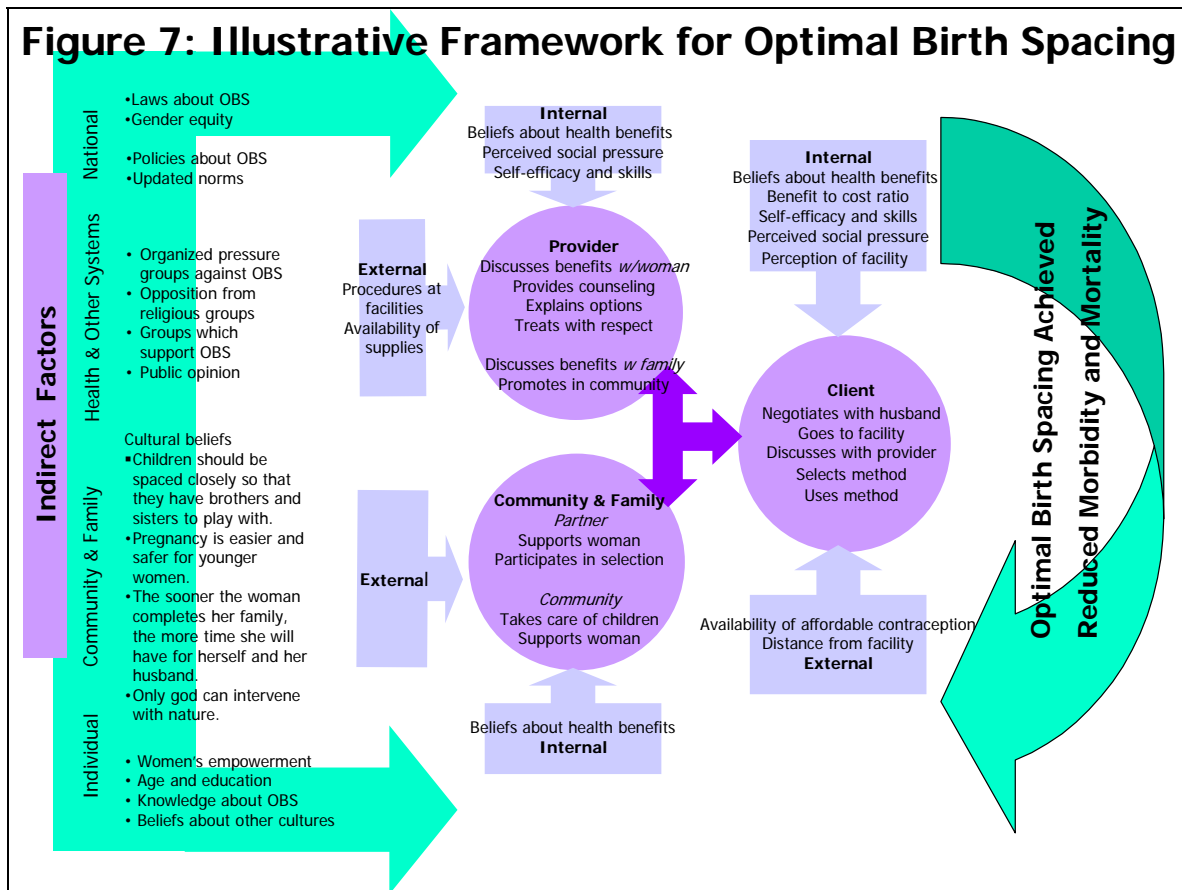 Figure 7: Illustrative Framework for Optimal Birth Spacing
Indirect Factors
National
•Laws about OBS
•Gender equity
•Policies about OBS
•Updated norms
Health & Other Systems
• Organized pressure
groups against OBS
• Opposition from
religious groups
• Groups which
support OBS
• Public opinion
Community & Family
Cultural beliefs
▪Children should be
spaced closely so that
they have brothers and
sisters to play with.
•Pregnancy is easier and
safer for younger
women.
•The sooner the woman
completes her family,
the more time she will
have for herself and her
husband.
•Only god can intervene
with nature.
Individual
• Women's empowerment
• Age and education
• Knowledge about OBS
• Beliefs about other cultures
Internal
Beliefs about health benefits
Perceived social pressure
Self-efficacy and skills
External
Procedures at
facilities
Availability of
supplies
Provider
Discusses benefits w/woman
Provides counseling
Explains options
Treats with respect
Discusses benefits w family
Promotes in community
External
Community & Family
Partner
Supports woman
Participates in selection
Community
Takes care of children
Supports woman
Beliefs about health benefits
Internal
Internal
Beliefs about health benefits
Benefit to cost ratio
Self-efficacy and skills
Perceived social pressure
Perception of facility
Client
Negotiates with husband
Goes to facility
Discusses with provider
Selects method
Uses method
Availability of affordable contraception
Distance from facility
External
Optimal Birth Spacing Achieved
Reduced Morbidity and Mortality